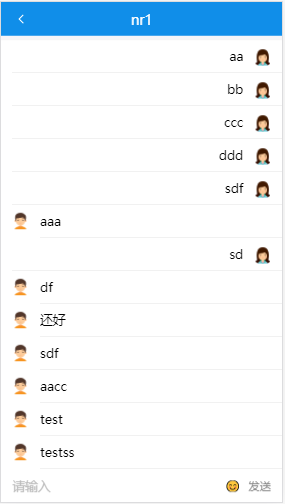 nr1
aa
bb
ccc
ddd
sdf
aaa
sd
df
还好
sdf
aacc
test
testss
请输入 发送